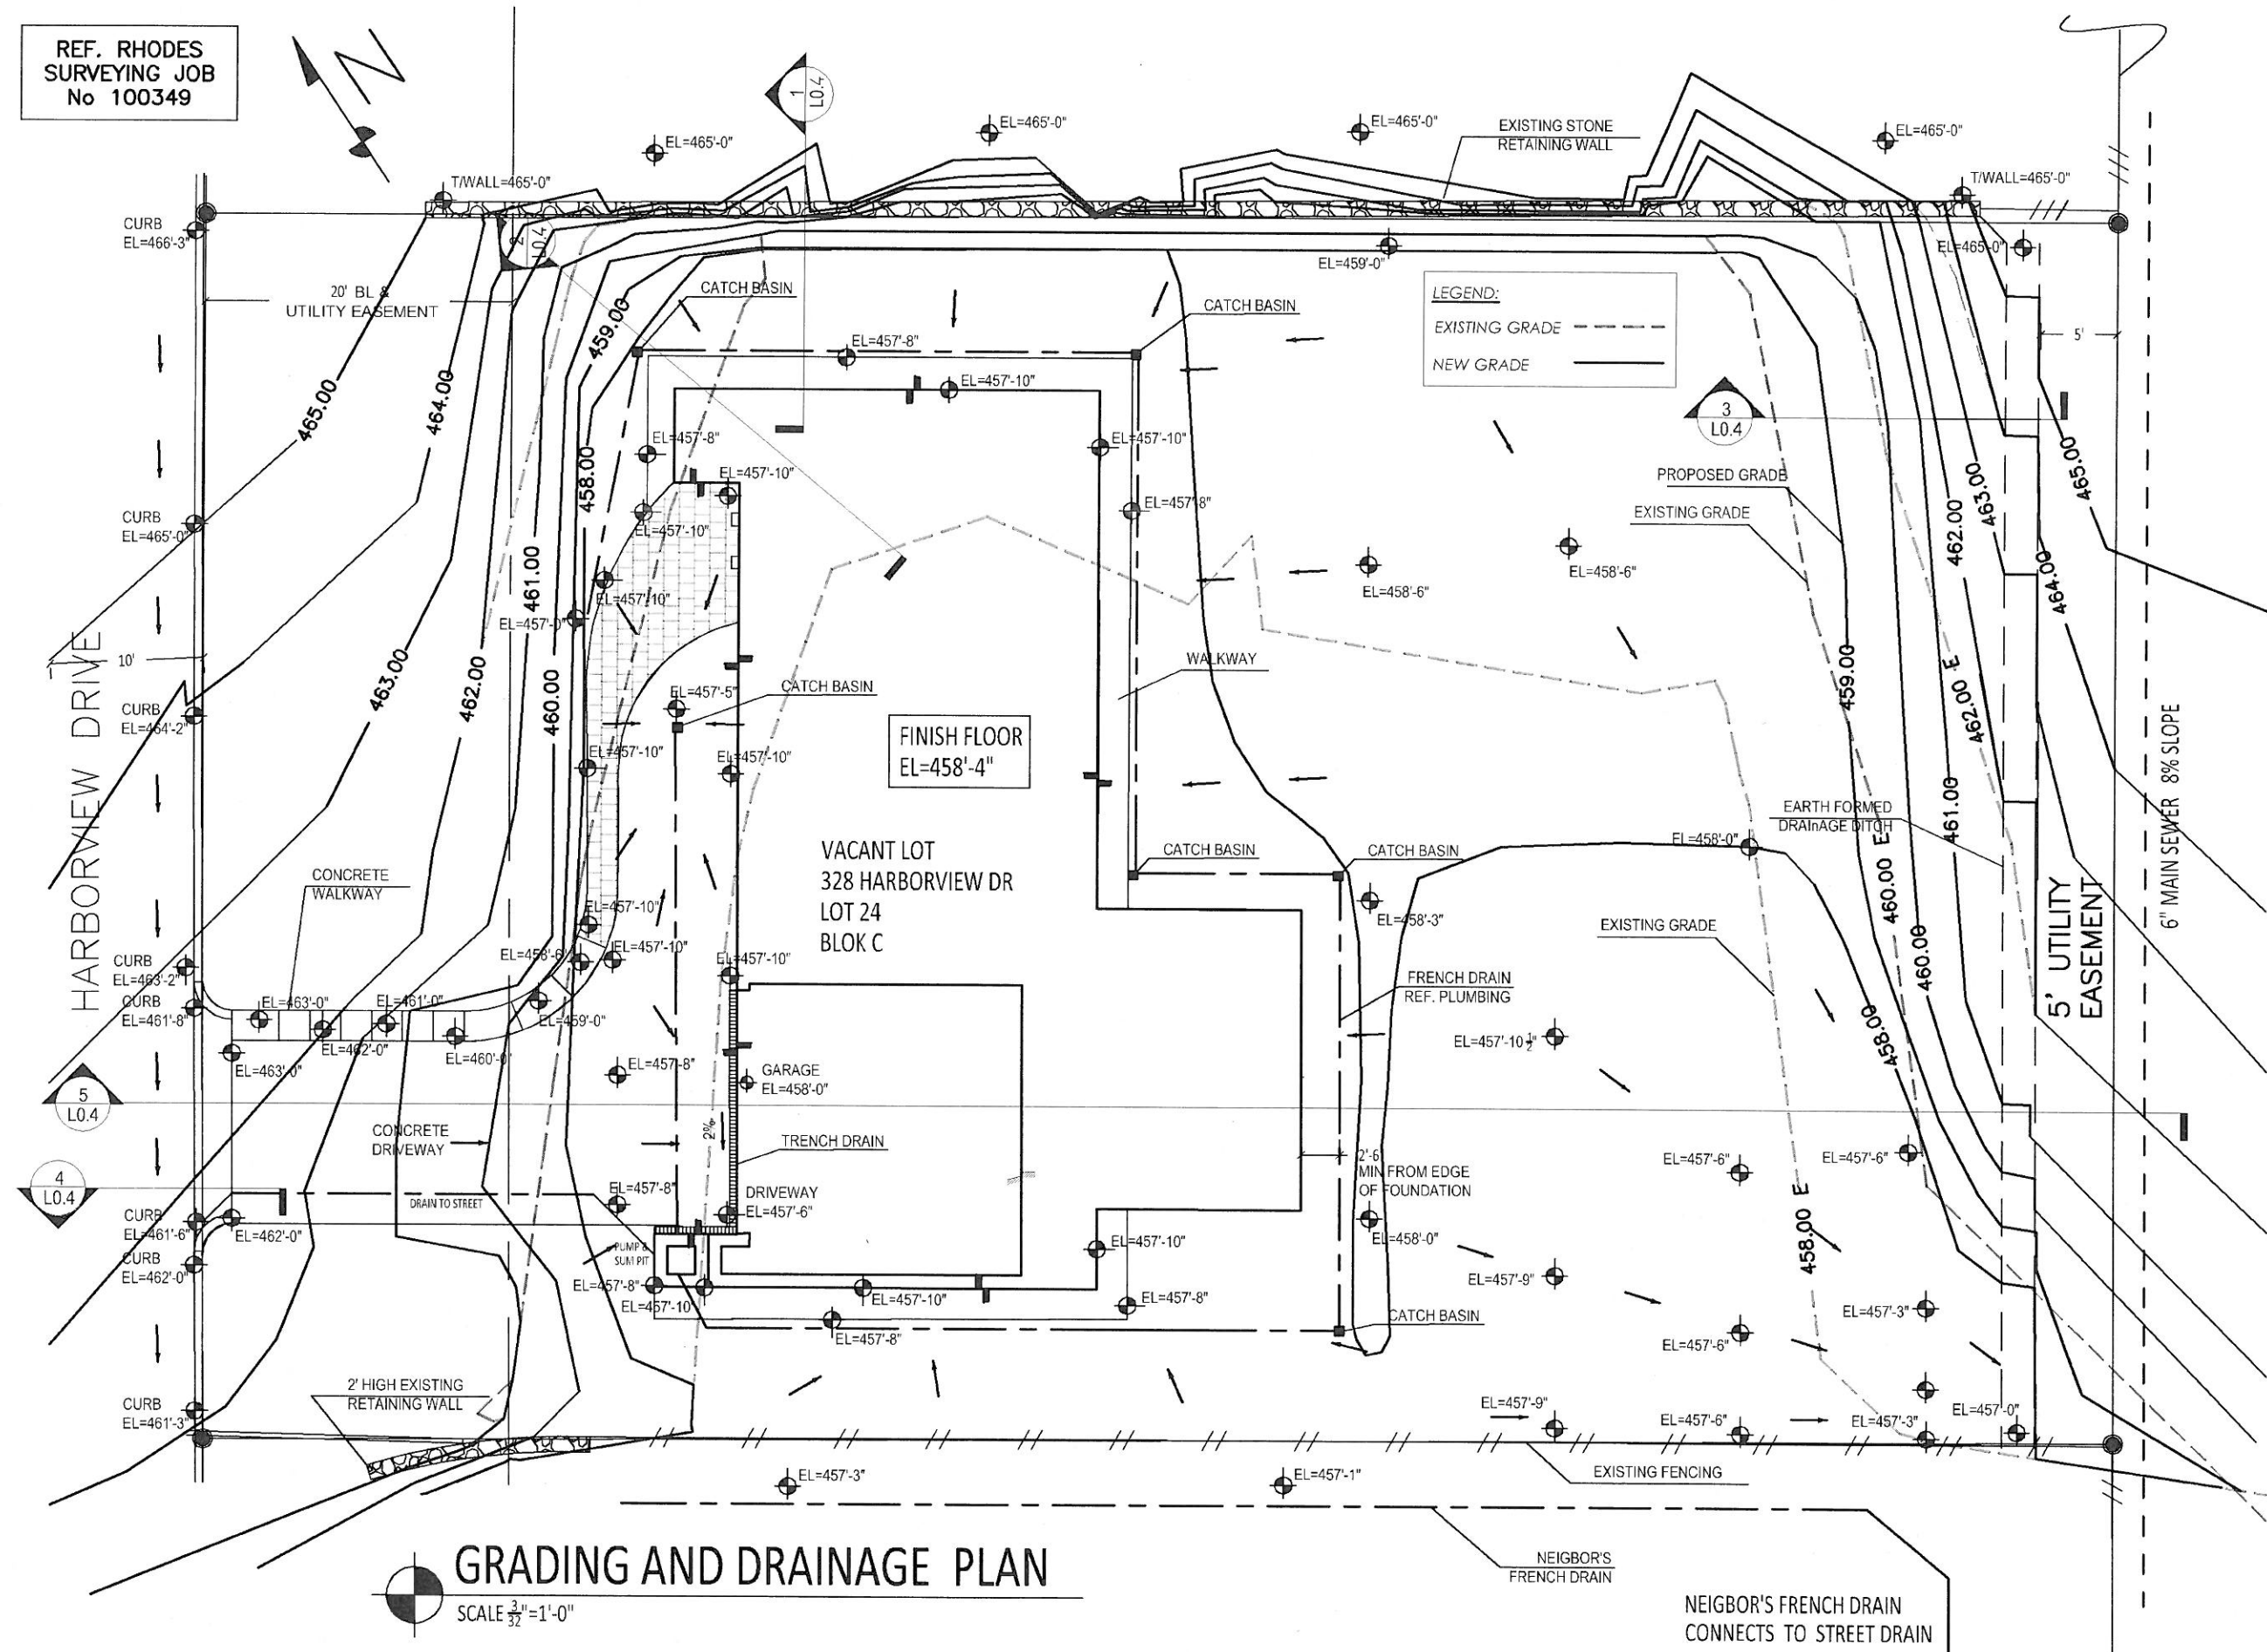 REF. RHODES
SURVEYING JOB
No 100349
N
1
L0.4
EL=465'-0"
EL=465'-0"
EL=465'-0"
EL=465'-0"
EXISTING STONE
RETAINING WALL
T/WALL=465'-0"
T/WALL=465'-0"
CURB
EL=466'-3"
2
L0.4
EL=465-0"
EL=459'-0"
20' BL &
UTILITY EASEMENT
CATCH BASIN
CATCH BASIN
LEGEND:
EXISTING GRADE
NEW GRADE
5'
459.00
EL=457'-8"
EL=457'-10"
465.00
464.00
3
L0.4
EL=457'-8"
EL=457'-10"
458.00
EL=457'-10"
465.00
PROPOSED GRADE
463.00
EL=457'-8"
EXISTING GRADE
462.00
CURB
EL=465'-0"
EL=457'-10"
461.00
EL=457'-10"
EL=457'-0"
EL=458'-6"
EL=458'-6"
464.00
10'
HARBORVIEW DRIVE
463.00
462.00
460.00
WALKWAY
459.00
462.00 E
EL=457'-5"
CATCH BASIN
CURB
EL=464'-2"
FINISH FLOOR
EL=458'-4"
EL=457'-10"
EL=457'-10"
6" MAIN SEWER 8% SLOPE
EARTH FORMED
DRAInAGE DITCH
461.00
VACANT LOT
328 HARBORVIEW DR
LOT 24
BLOK C
CATCH BASIN
CATCH BASIN
EL=458'-0"
460.00 E
CONCRETE
WALKWAY
EL=457'-10"
EL=458'-3"
EXISTING GRADE
460.00
5' UTILITY
EASEMENT
EL=458'-6
EL=457'-10"
EL=457'-10"
CURB
EL=463'-2"
FRENCH DRAIN
REF. PLUMBING
CURB
EL=461'-8"
EL=463'-0"
EL=461'-0"
EL=459'-0"
EL=462'-0"
EL=460'-0"
EL=457'-10 1/2"
458.00
EL=463'-0"
EL=457'-8"
GARAGE
EL=458'-0"
5
L0.4
CONCRETE
DRIVEWAY
2%
TRENCH DRAIN
2'-6
MIN FROM EDGE
OF FOUNDATION
EL=457'-6"
EL=457'-6"
4
L0.4
DRAIN TO STREET
EL=457'-8"
DRIVEWAY
EL=457'-6"
458.00 E
CURB
EL=461'-6"
EL=462'-0"
EL=458'-0"
PUMP &
SUM PIT
EL=457'-10"
CURB
EL=462'-0"
EL=457'-8"
EL=457'-10
EL=457'-10"
EL=457'-8"
EL=457'-9"
EL=457'-8"
CATCH BASIN
EL=457'-3"
EL=457'-6"
2' HIGH EXISTING
RETAINING WALL
CURB
EL=461'-3"
EL=457'-9"
EL=457'-6"
EL=457'-3"
EL=457'-0"
EL=457'-3"
EL=457'-1"
EXISTING FENCING
GRADING AND DRAINAGE PLAN
SCALE 3/32"=1'-0"
NEIGBOR'S
FRENCH DRAIN
NEIGBOR'S FRENCH DRAIN
CONNECTS TO STREET DRAIN